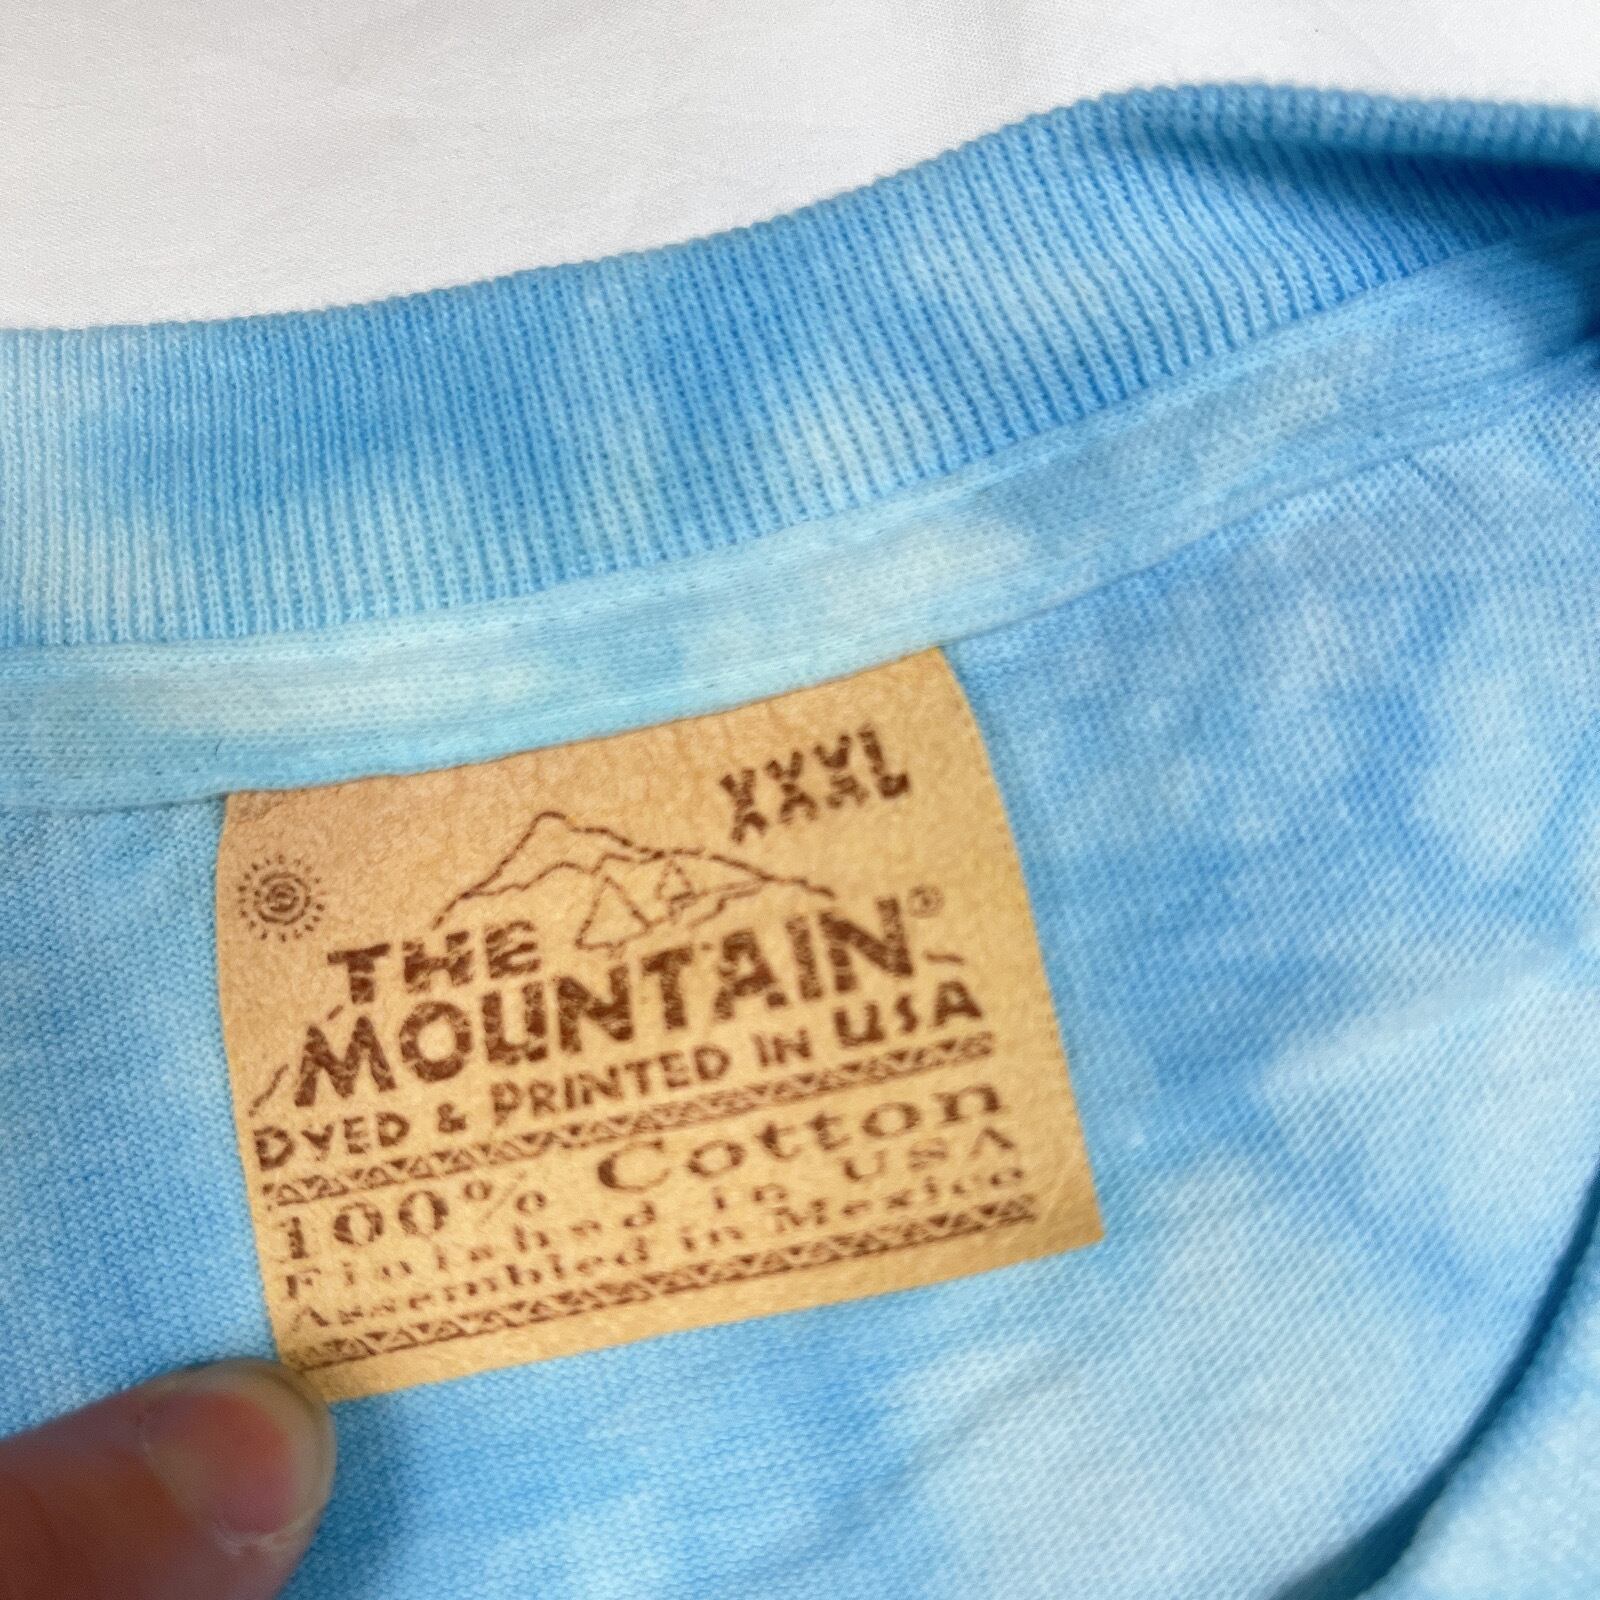 XXXL
THE
MOUNTAIN®
DYED & PRINTED IN USA
100% Cotton
Finished in USA
Assembled in Mexico